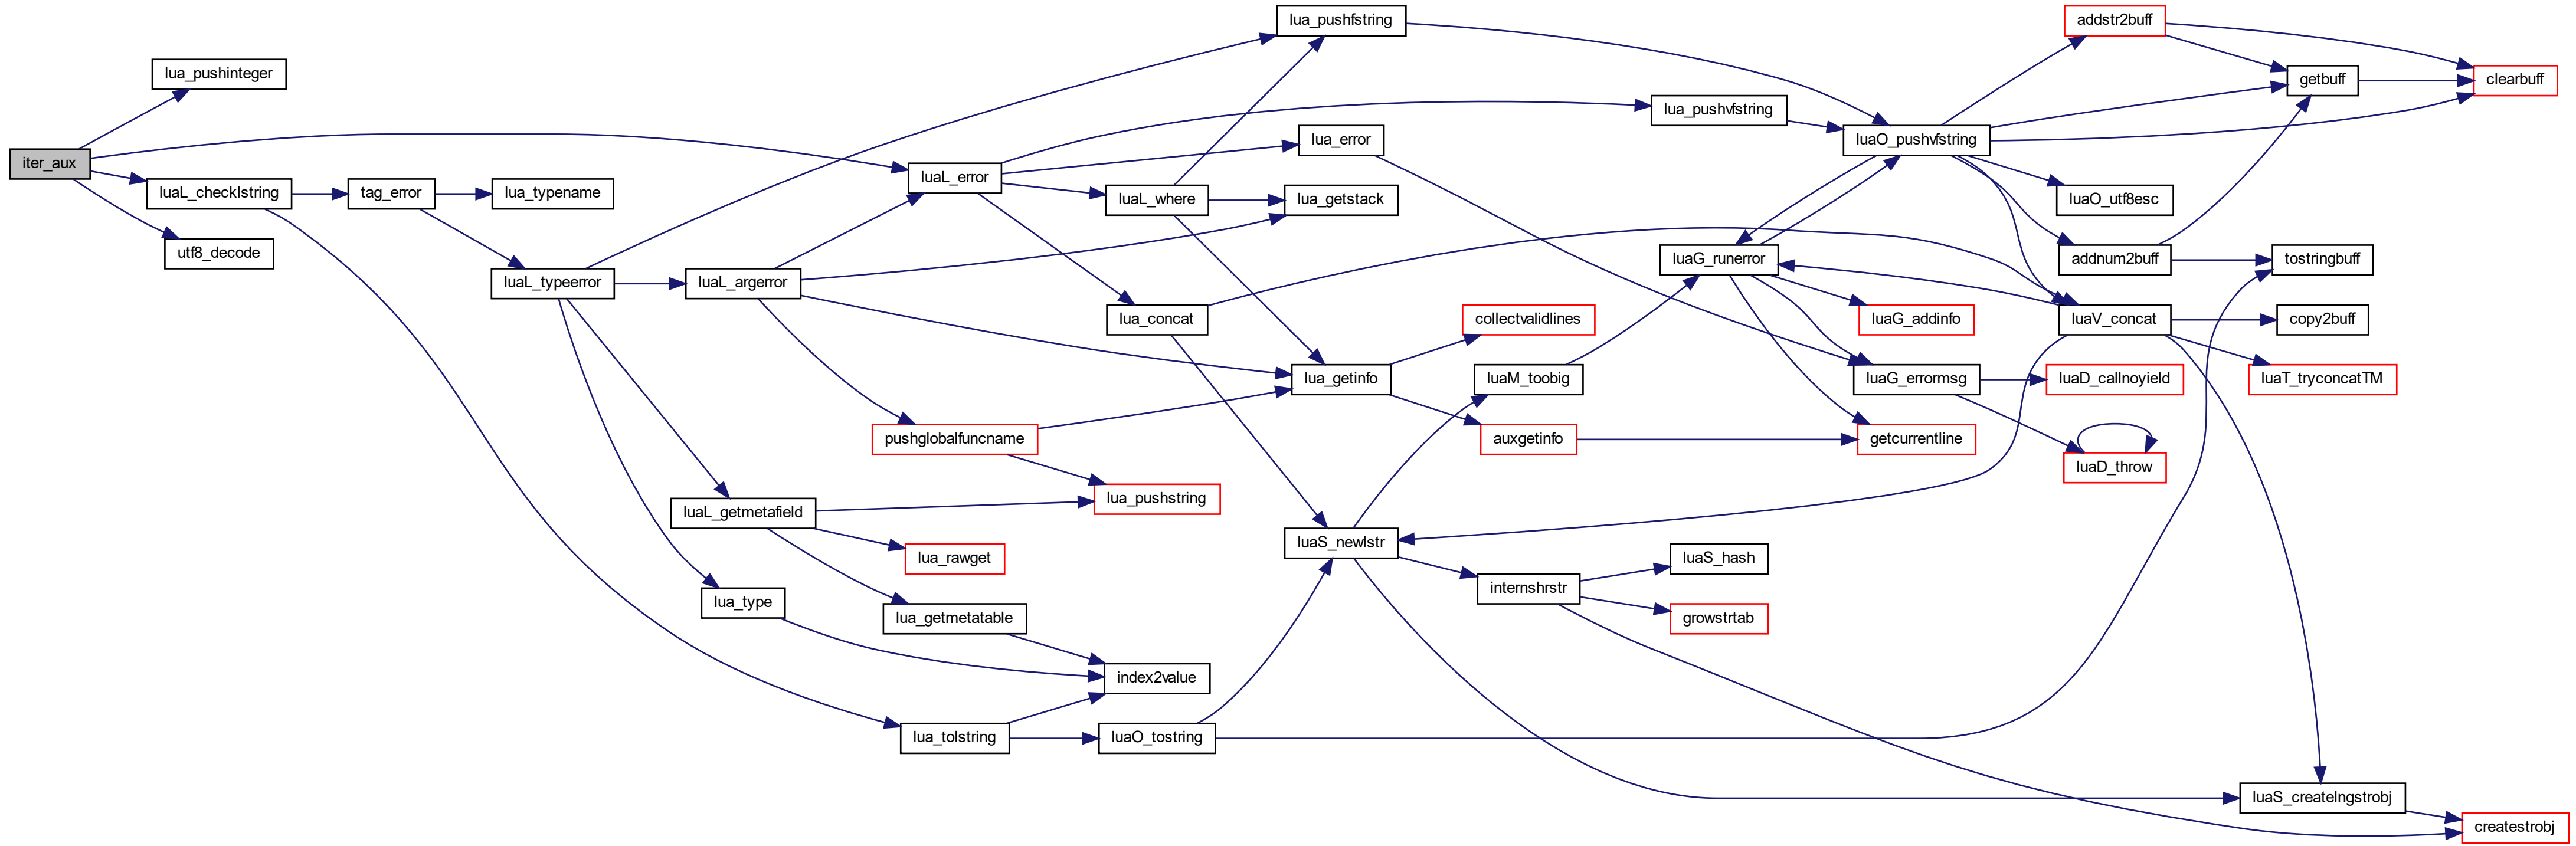 iter_aux
lua_pushinteger
luaL_checklstring
utf8_decode
tag_error
lua_typename
luaL_typeerror
luaL_argerror
luaL_getmetafield
lua_type
pushglobalfuncname
lua_rawget
lua_getmetatable
lua_tolstring
luaL_error
luaL_where
lua_concat
lua_pushstring
index2value
luaO_tostring
lua_pushfstring
lua_error
lua_getstack
lua_getinfo
luaS_newlstr
collectvalidlines
luaM_toobig
auxgetinfo
internshrstr
lua_pushvfstring
luaG_runerror
luaS_hash
growstrtab
luaO_pushvfstring
luaG_addinfo
luaG_errormsg
getcurrentline
addstr2buff
luaO_utf8esc
addnum2buff
luaV_concat
luaD_callnoyield
luaD_throw
getbuff
tostringbuff
copy2buff
luaT_tryconcatTM
luaS_createlngstrobj
clearbuff
createstrobj